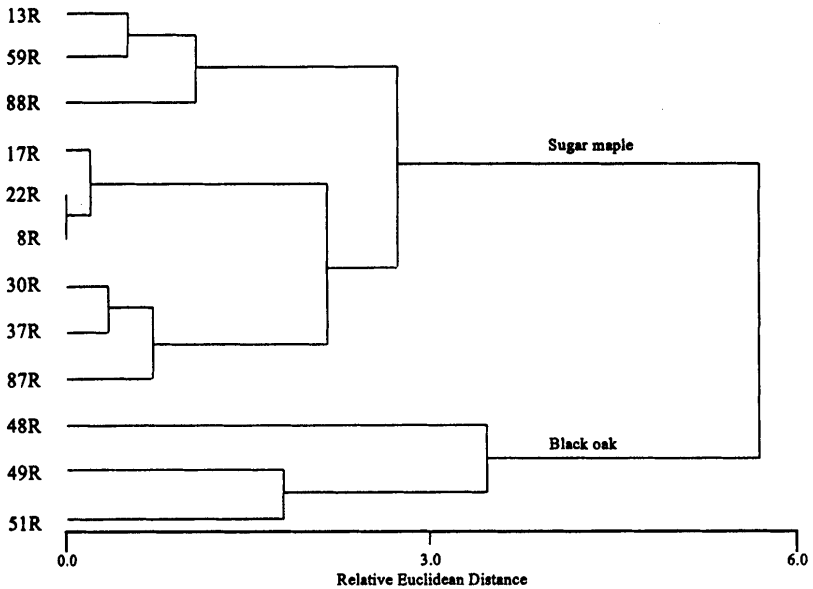 13R
59R
88R
17R
Sugar maple
22R
8R
30R
37R
87R
48R
Black oak
49R
51R
0.0 3.0 6.0
Relative Euclidean Distance